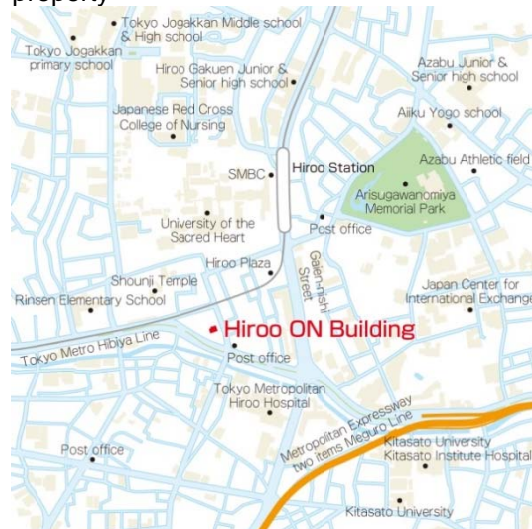 property
Tokyo Jogakkan Middle school
& High school
Tokyo Jogakkan
primary school
Hiroo Gakuen Junior &
Senior high school
Azabu Junior &
Senior high school
Japanese Red Cross
College of Nursing
Aiiku Yogo school
SMBC
Hiroo Station
Azabu Athletic field
Arisugawanomiya
Memorial Park
University of the
Sacred Heart
Post office
Hiroo Plaza
Gaien-nishi
Street
Shounji Temple
Japan Center for
International Exchange
Rinsen Elementary School
Hiroo ON Building
Tokyo Metro Hibiya Line
Post office
Tokyo Metropolitan
Hiroo Hospital
Metropolitan Expressway
two items Meguro Line
Post office
Kitasato University
Kitasato Institute Hospital
Kitasato University